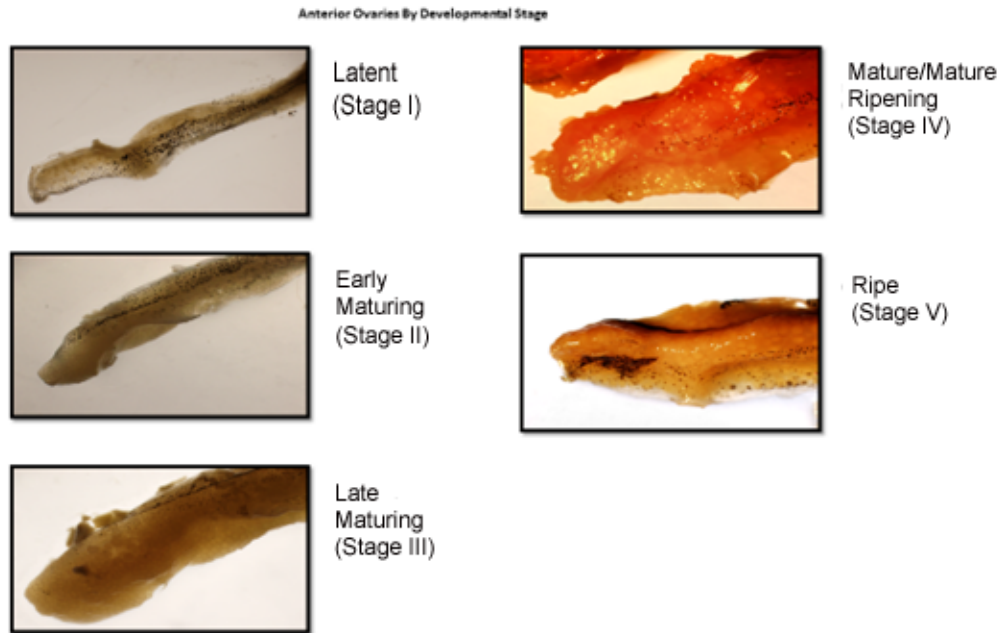 Anterior Ovaries By Developmental Stage
Latent
(Stage I)
Early
Maturing
(Stage II)
Late
Maturing
(Stage III)
Mature/Mature
Ripening
(Stage IV)
Ripe
(Stage V)